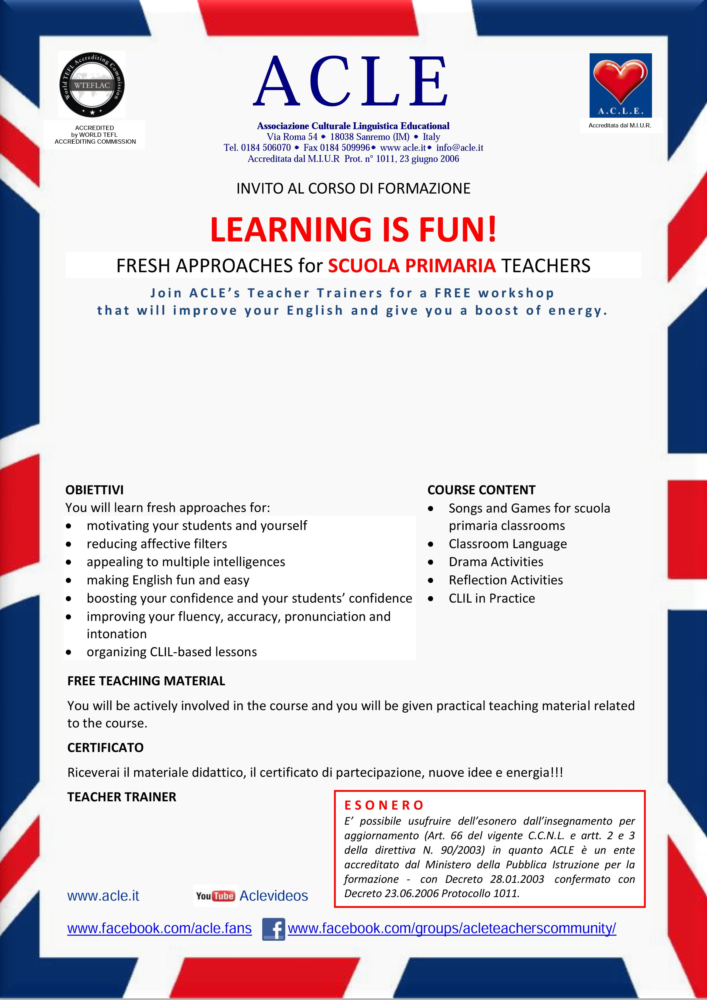 World TEFL Accrediting Commission
WTEFLAC
ACCREDITED
by WORLD TEFL
ACCREDITING COMMISSION
ACLE
Associazione Culturale Linguistica Educational
Via Roma 54 • 18038 Sanremo (IM) • Italy
Tel. 0184 506070 • Fax 0184 509996• www acle.it• info@acle.it
Accreditata dal M.I.U.R Prot. n° 1011, 23 giugno 2006
A.C.L.E.
Accreditata dal M.I.U.R.
INVITO AL CORSO DI FORMAZIONE
LEARNING IS FUN!
FRESH APPROACHES for SCUOLA PRIMARIA TEACHERS
Join ACLE’s Teacher Trainers for a FREE workshop
that will improve your English and give you a boost of energy.
OBIETTIVI
You will learn fresh approaches for:
• motivating your students and yourself
• reducing affective filters
• appealing to multiple intelligences
• making English fun and easy
• boosting your confidence and your students’ confidence
• improving your fluency, accuracy, pronunciation and
intonation
• organizing CLIL-based lessons
COURSE CONTENT
• Songs and Games for scuola
primaria classrooms
• Classroom Language
• Drama Activities
• Reflection Activities
• CLIL in Practice
FREE TEACHING MATERIAL
You will be actively involved in the course and you will be given practical teaching material related
to the course.
CERTIFICATO
Riceverai il materiale didattico, il certificato di partecipazione, nuove idee e energia!!!
TEACHER TRAINER
ESONERO
E’ possibile usufruire dell’esonero dall’insegnamento per
aggiornamento (Art. 66 del vigente C.C.N.L. e artt. 2 e 3
della direttiva N. 90/2003) in quanto ACLE è un ente
accreditato dal Ministero della Pubblica Istruzione per la
formazione - con Decreto 28.01.2003 confermato con
Decreto 23.06.2006 Protocollo 1011.
www.acle.it
YouTube Aclevideos
www.facebook.com/acle.fans f www.facebook.com/groups/acleteacherscommunity/